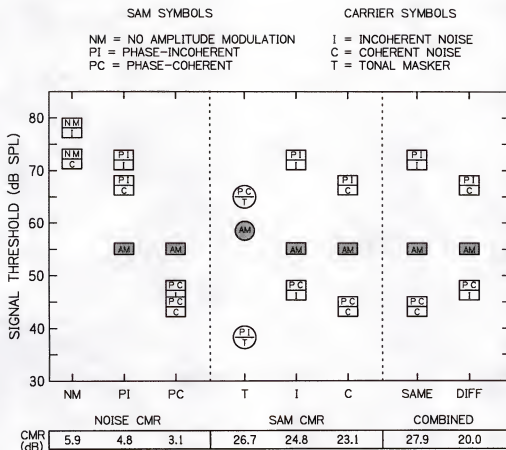 SAM SYMBOLS
CARRIER SYMBOLS
NM = NO AMPLITUDE MODULATION
I = INCOHERENT NOISE
PI = PHASE-INCOHERENT
C = COHERENT NOISE
PC = PHASE-COHERENT
T = TONAL MASKER
SIGNAL THRESHOLD (dB SPL)
80
70
60
50
40
30
NM
I
NM
C
PI
I
PI
C
AM
AM
PC
I
PC
C
PC
T
AM
PI
T
PI
I
AM
PC
I
PI
C
AM
PC
C
PI
I
AM
PC
C
PI
C
AM
PC
I
NM PI PC T I C SAME DIFF
NOISE CMR SAM CMR COMBINED
CMR (dB) 5.9 4.8 3.1 26.7 24.8 23.1 27.9 20.0